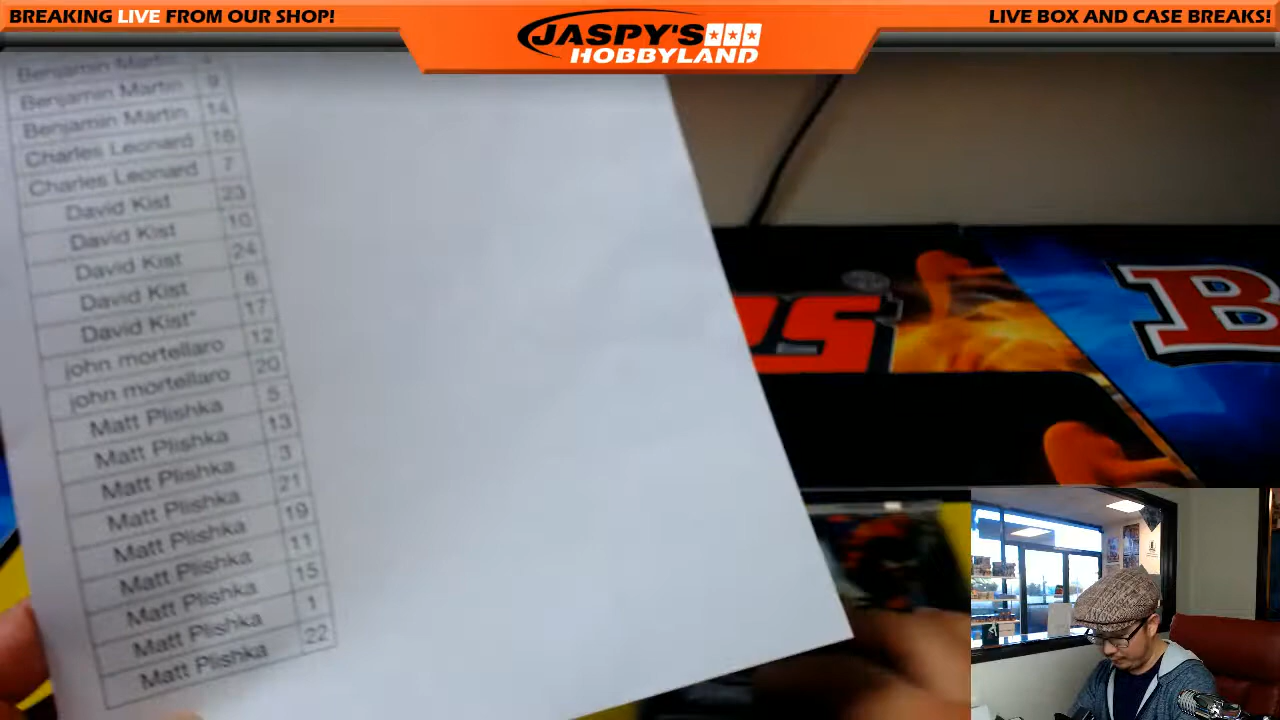 BREAKING LIVE FROM OUR SHOP!
JASPY'S
HOBBYLAND
LIVE BOX AND CASE BREAKS!
Benjamin Martin
Benjamin Martin 9
Benjamin Martin 14
Charles Leonard 16
Charles Leonard 7
David Kist 23
David Kist 10
David Kist 24
David Kist 6
David Kist* 17
john mortellaro 12
john mortellaro 20
Matt Plishka 5
Matt Plishka 13
Matt Plishka 3
Matt Plishka 21
Matt Plishka 19
Matt Plishka 11
Matt Plishka 15
Matt Plishka 1
Matt Plishka 22
RS
B